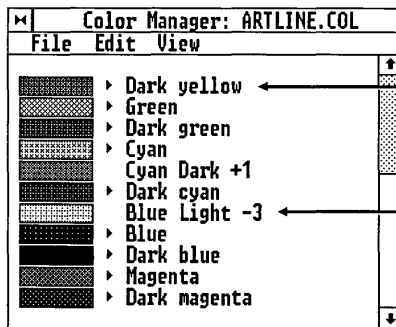 Color Manager: ARTLINE.COL
File Edit View
Dark yellow
Green
Dark green
Cyan
Cyan Dark +1
Dark cyan
Blue Light -3
Blue
Dark blue
Magenta
Dark magenta